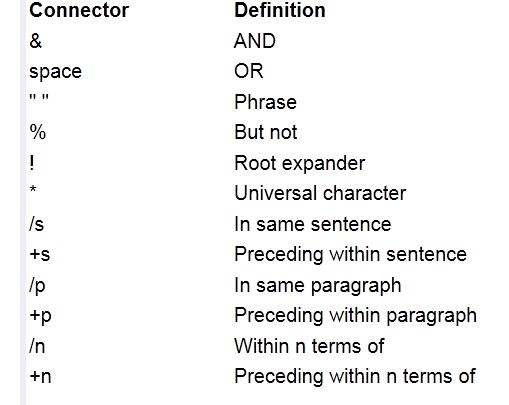 Connector Definition
& AND
space OR
" " Phrase
% But not
! Root expander
* Universal character
/s In same sentence
+s Preceding within sentence
/p In same paragraph
+p Preceding within paragraph
/n Within n terms of
+n Preceding within n terms of